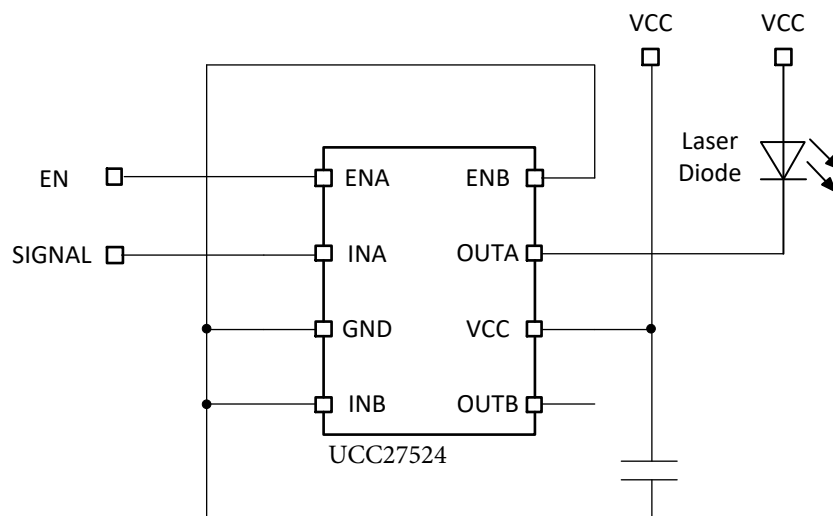 VCC VCC
Laser
Diode
EN ENA ENB
SIGNAL INA OUTA
GND VCC
INB OUTB
UCC27524